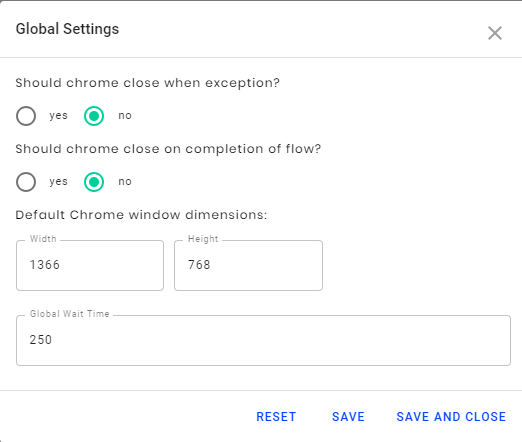 Global Settings
Should chrome close when exception?
yes no
Should chrome close on completion of flow?
yes no
Default Chrome window dimensions:
Width Height
1366 768
Global Wait Time
250
RESET SAVE SAVE AND CLOSE